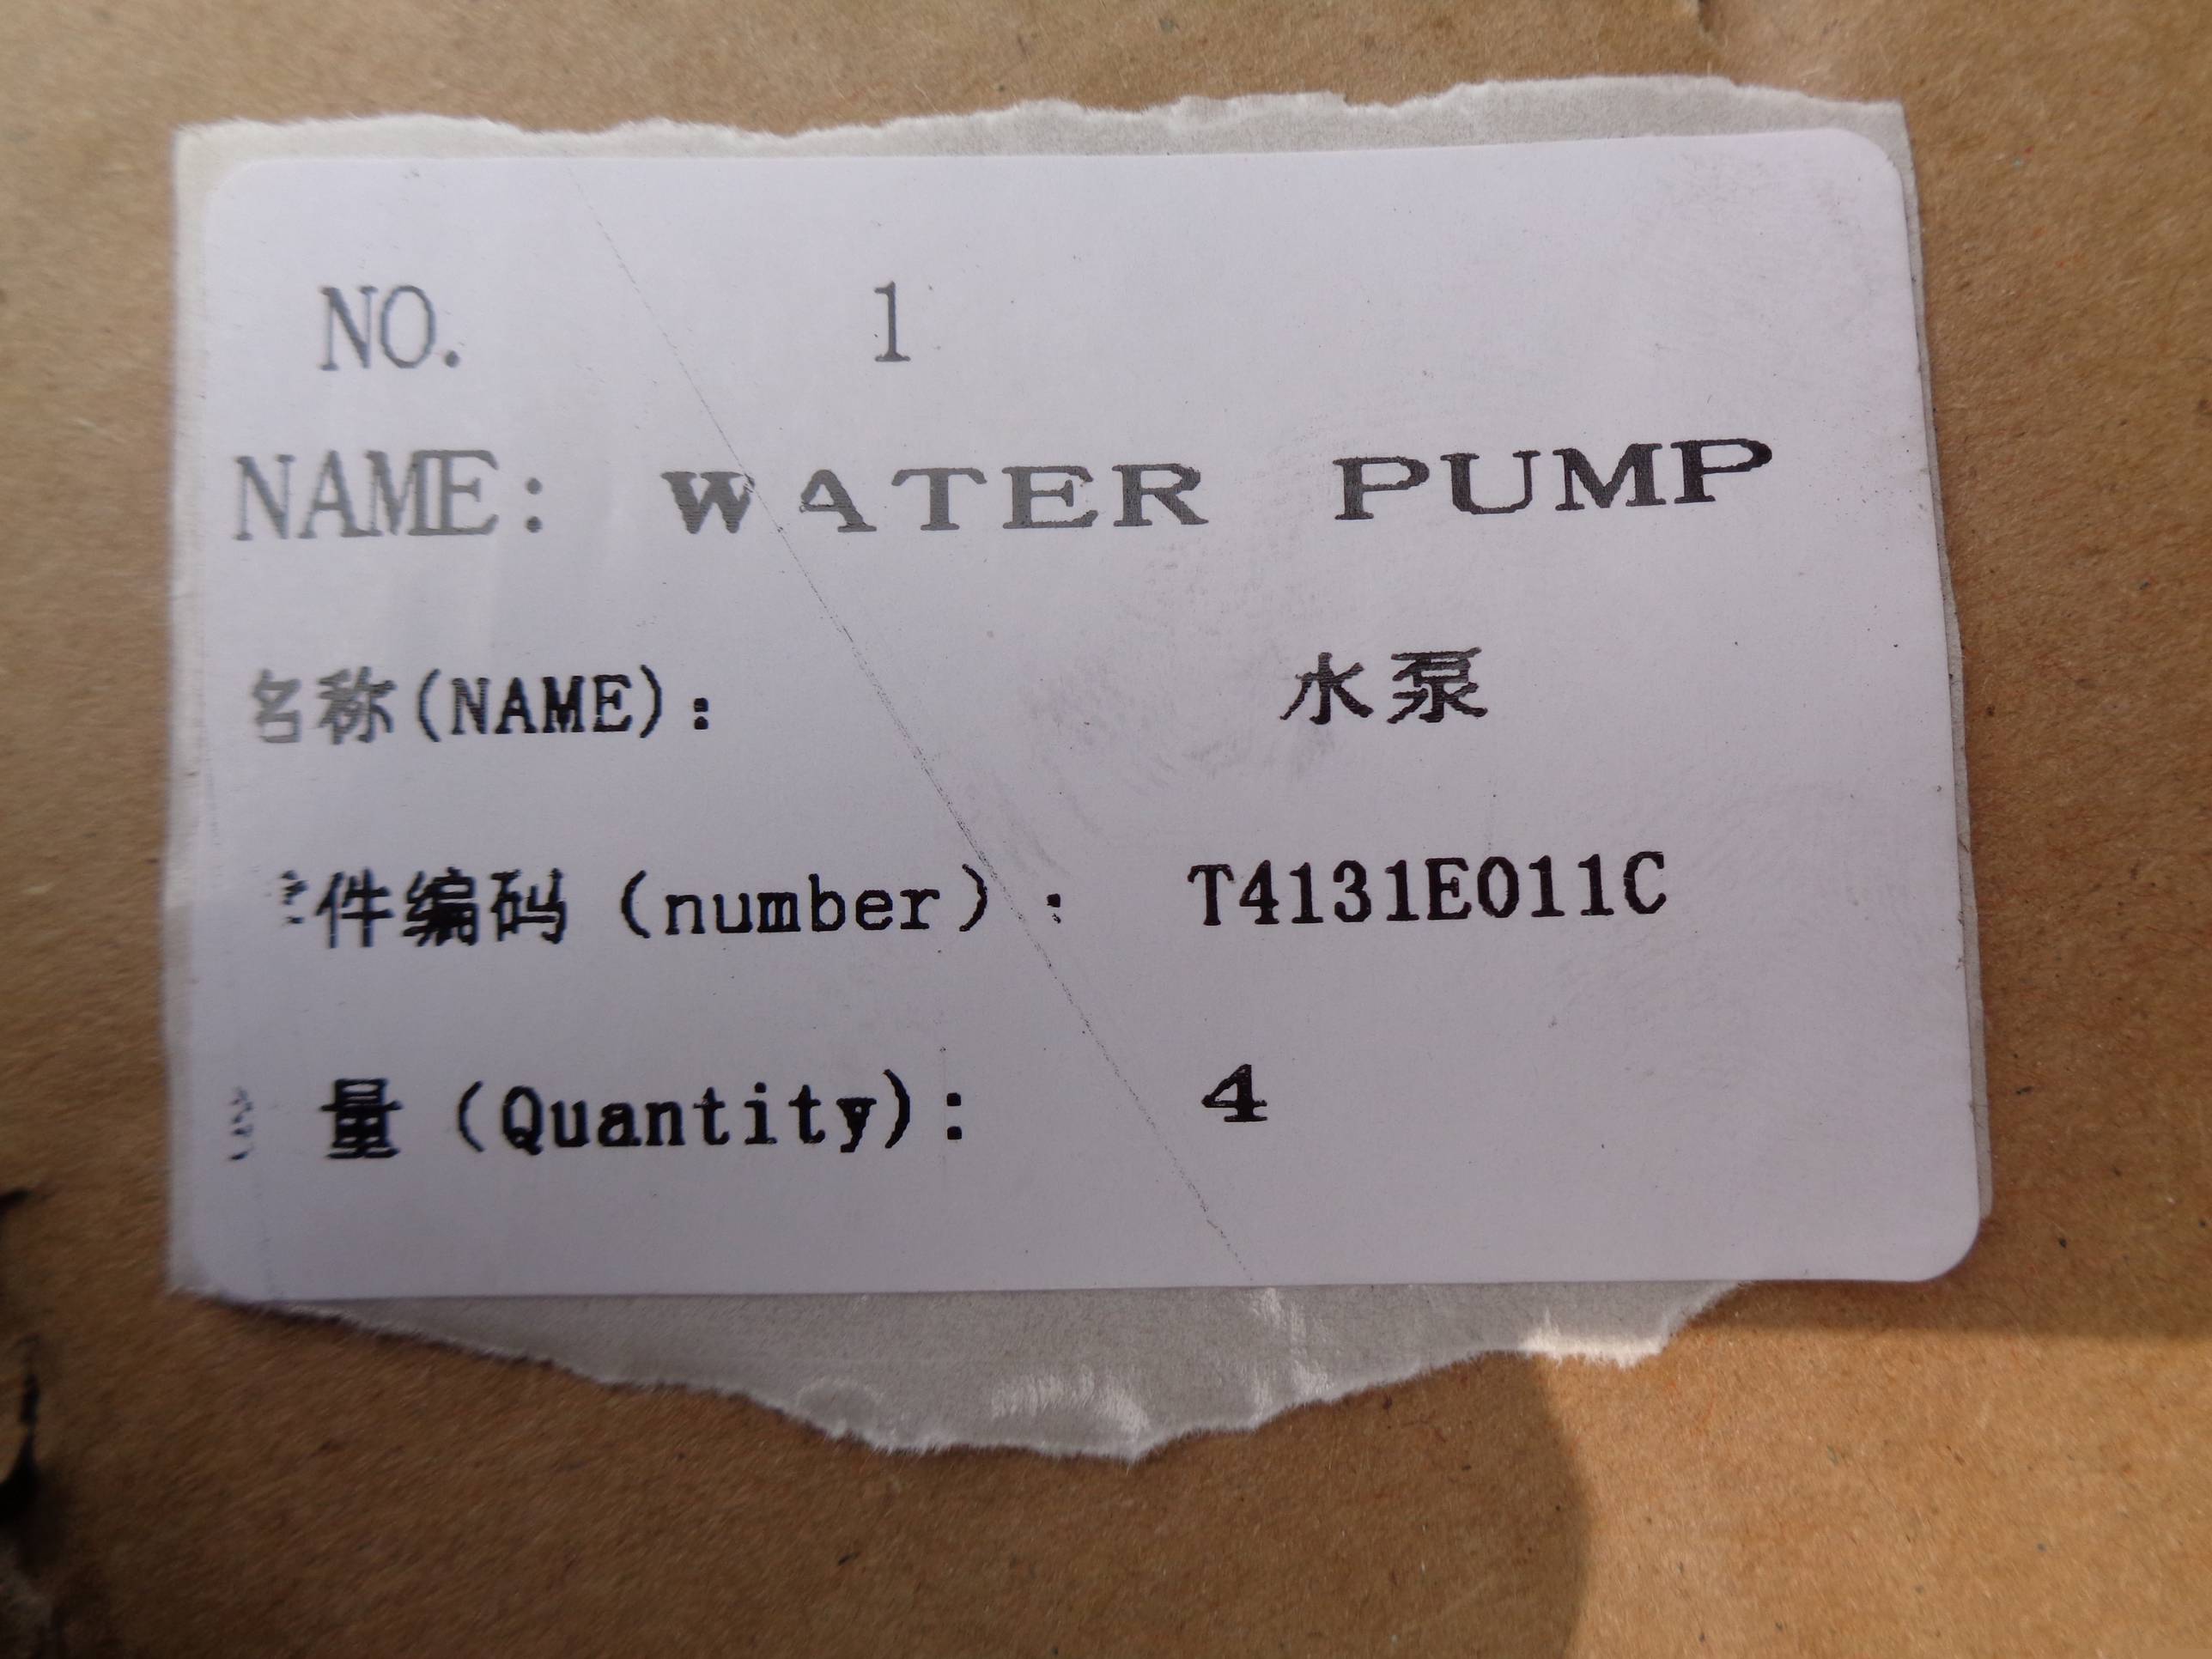 NO. 1
NAME: WATER PUMP
名称(NAME): 水泵
件编码 (number): T4131E011C
量 (Quantity): 4